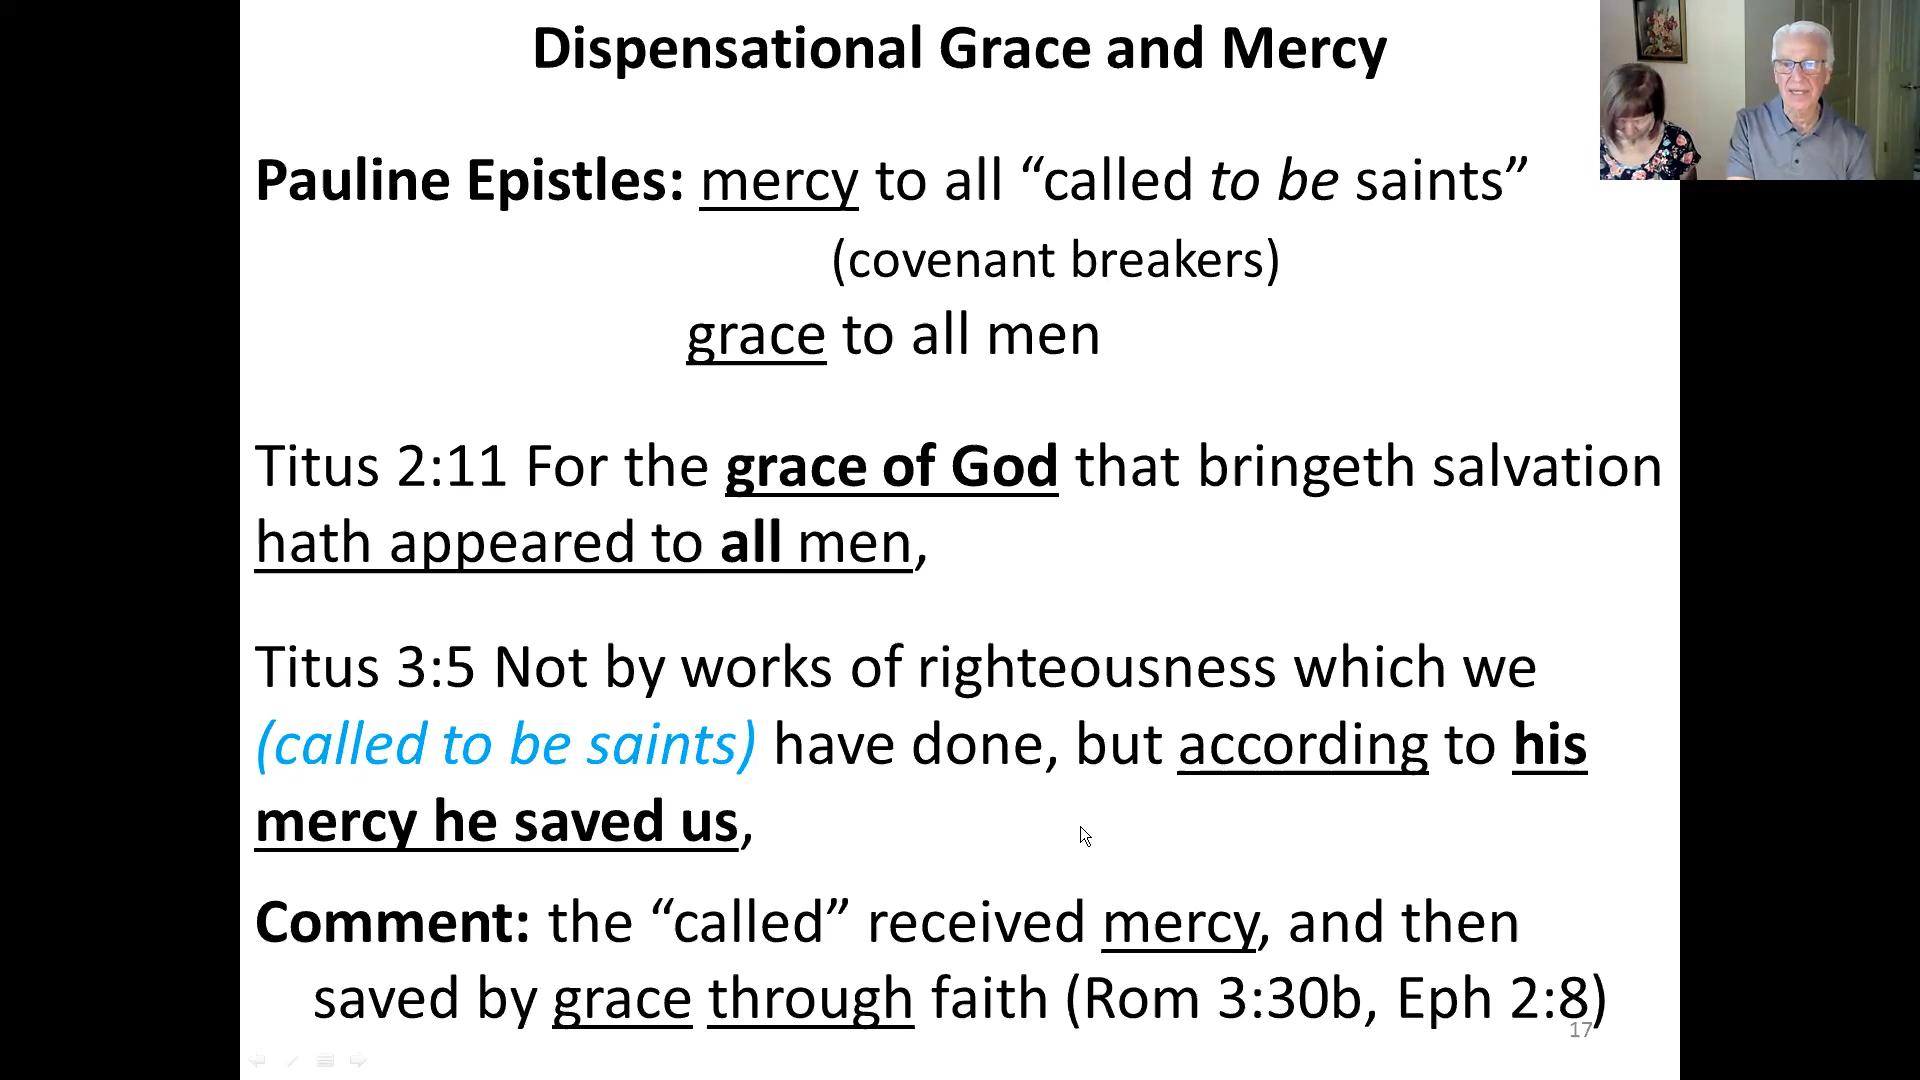 Dispensational Grace and Mercy
Pauline Epistles: mercy to all “called to be saints”
(covenant breakers)
grace to all men
Titus 2:11 For the grace of God that bringeth salvation
hath appeared to all men,
Titus 3:5 Not by works of righteousness which we
(called to be saints) have done, but according to his
mercy he saved us,
Comment: the “called” received mercy, and then
saved by grace through faith (Rom 3:30b, Eph 2:8)
17